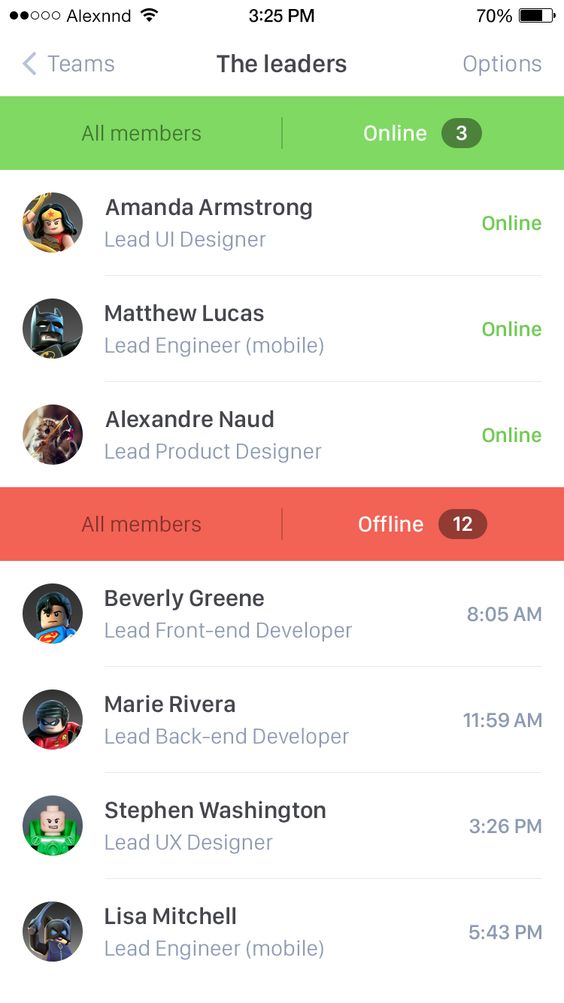 Alexnnd 3:25 PM 70%
Teams The leaders Options
All members Online 3
Amanda Armstrong
Lead UI Designer
Online
Matthew Lucas
Lead Engineer (mobile)
Online
Alexandre Naud
Lead Product Designer
Online
All members Offline 12
Beverly Greene
Lead Front-end Developer
8:05 AM
Marie Rivera
Lead Back-end Developer
11:59 AM
Stephen Washington
Lead UX Designer
3:26 PM
Lisa Mitchell
Lead Engineer (mobile)
5:43 PM